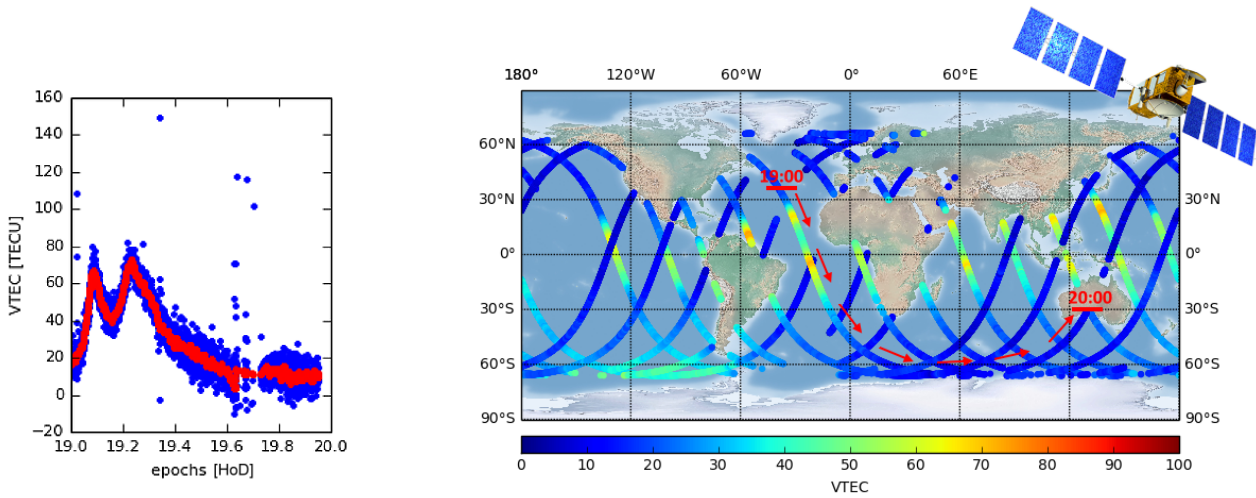 160
140
120
100
80
60
40
20
0
−20
VTEC [TECU]
19.0 19.2 19.4 19.6 19.8 20.0
epochs [HoD]
180° 120°W 60°W 0° 60°E
60°N
30°N 30°N
0° 0°
30°S 30°S
60°S 60°S
90°S 90°S
19:00
20:00
0 10 20 30 40 50 60 70 80 90 100
VTEC